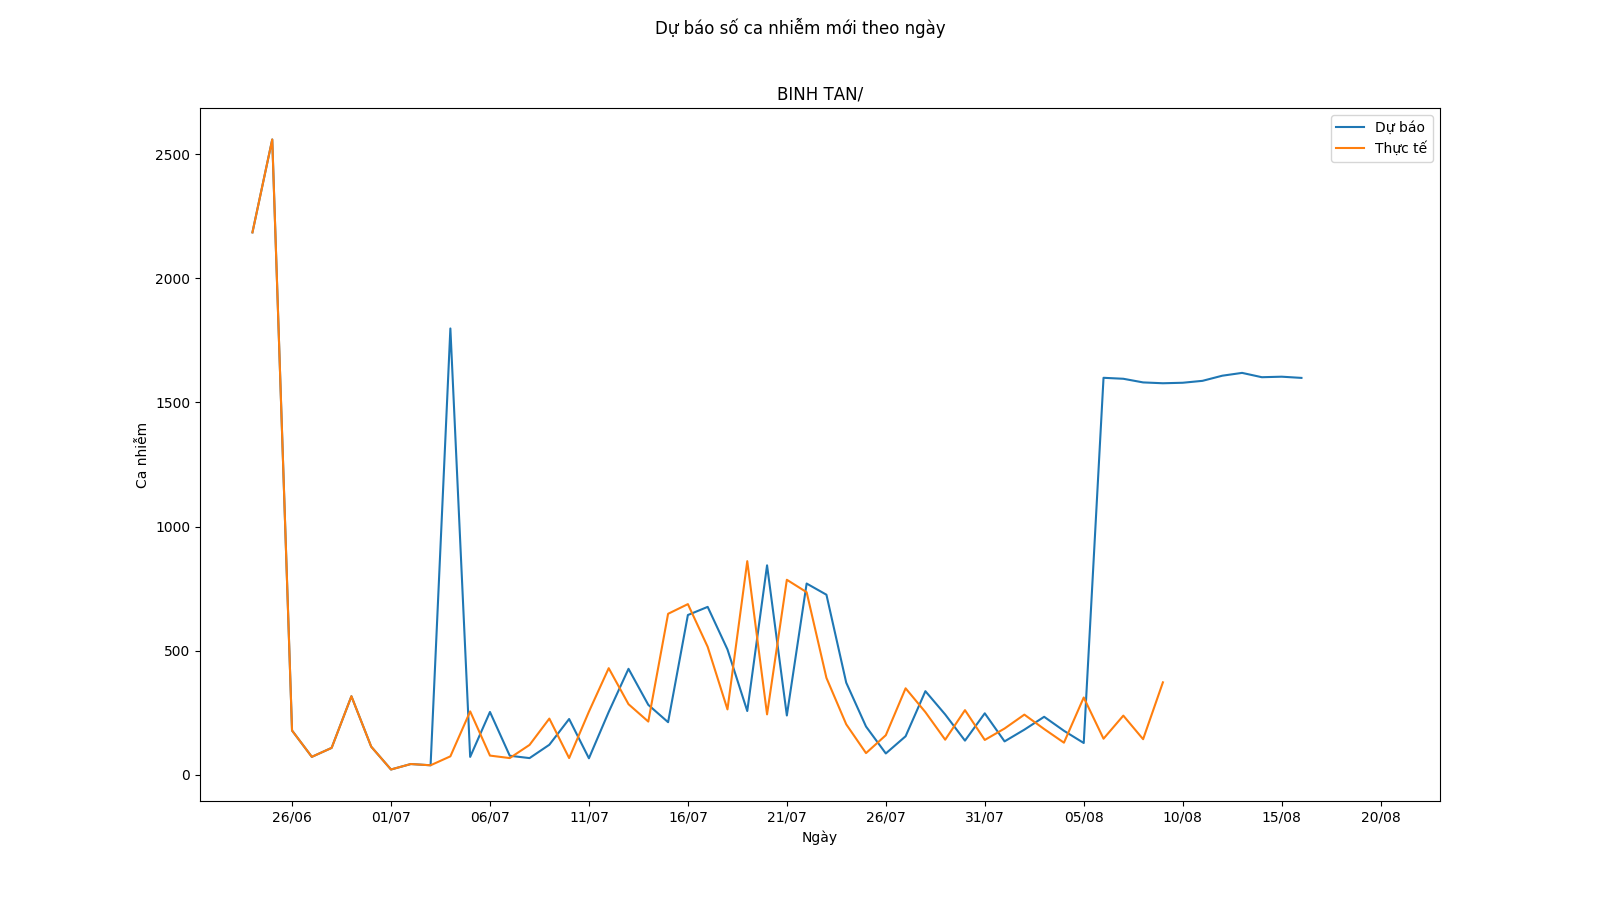 Dự báo số ca nhiễm mới theo ngày
BINH TAN/
Dự báo
Thực tế
2500
2000
1500
1000
500
0
Ca nhiễm
26/06 01/07 06/07 11/07 16/07 21/07 26/07 31/07 05/08 10/08 15/08 20/08
Ngày